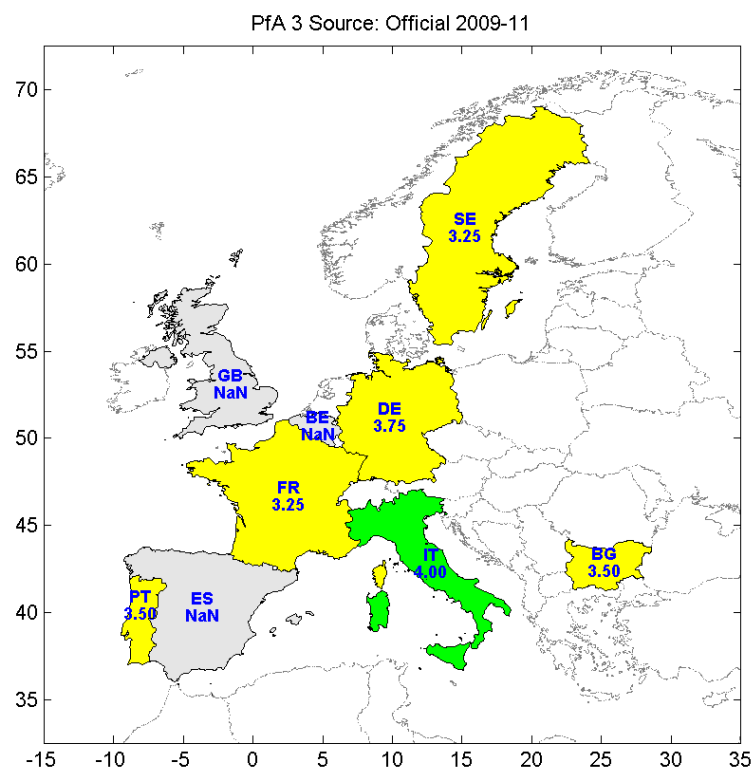 PfA 3 Source: Official 2009-11
70
65
60
55
50
45
40
35
SE
3.25
GB
NaN
BE
NaN
DE
3.75
FR
3.25
IT
4.00
BG
3.50
PT
3.50
ES
NaN
-15 -10 -5 0 5 10 15 20 25 30 35